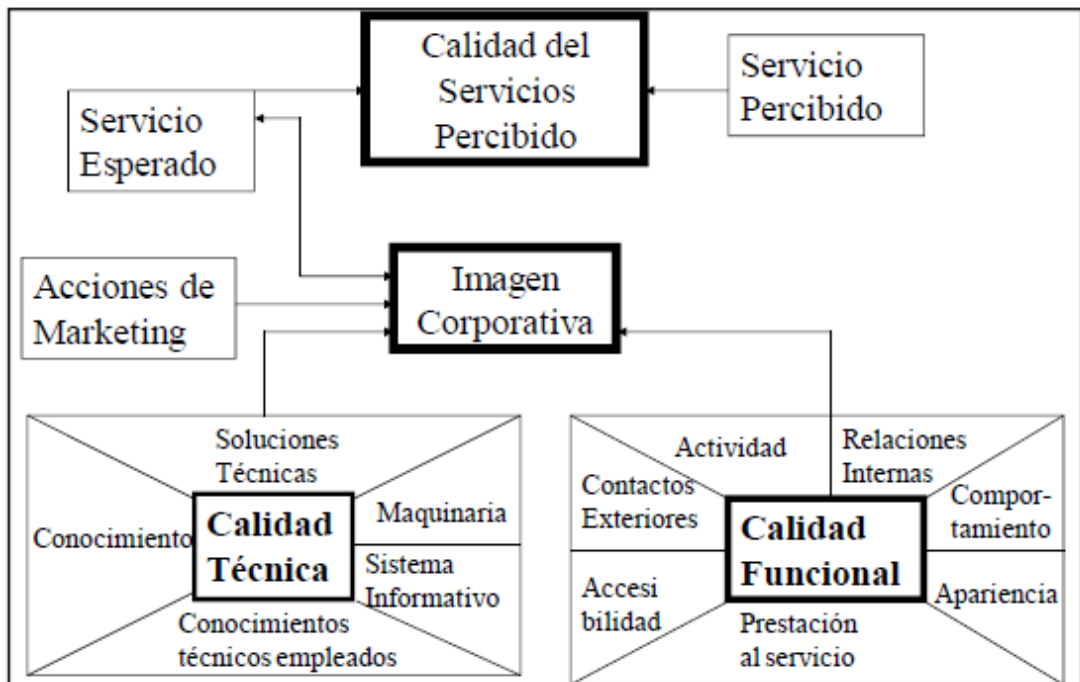 Calidad del
Servicios
Percibido
Servicio
Percibido
Servicio
Esperado
Imagen
Corporativa
Acciones de
Marketing
Soluciones
Técnicas
Conocimiento
Calidad
Técnica
Maquinaria
Sistema
Informativo
Conocimientos
técnicos empleados
Actividad
Relaciones
Internas
Contactos
Exteriores
Compor-
tamiento
Calidad
Funcional
Accesi
bilidad
Apariencia
Prestación
al servicio